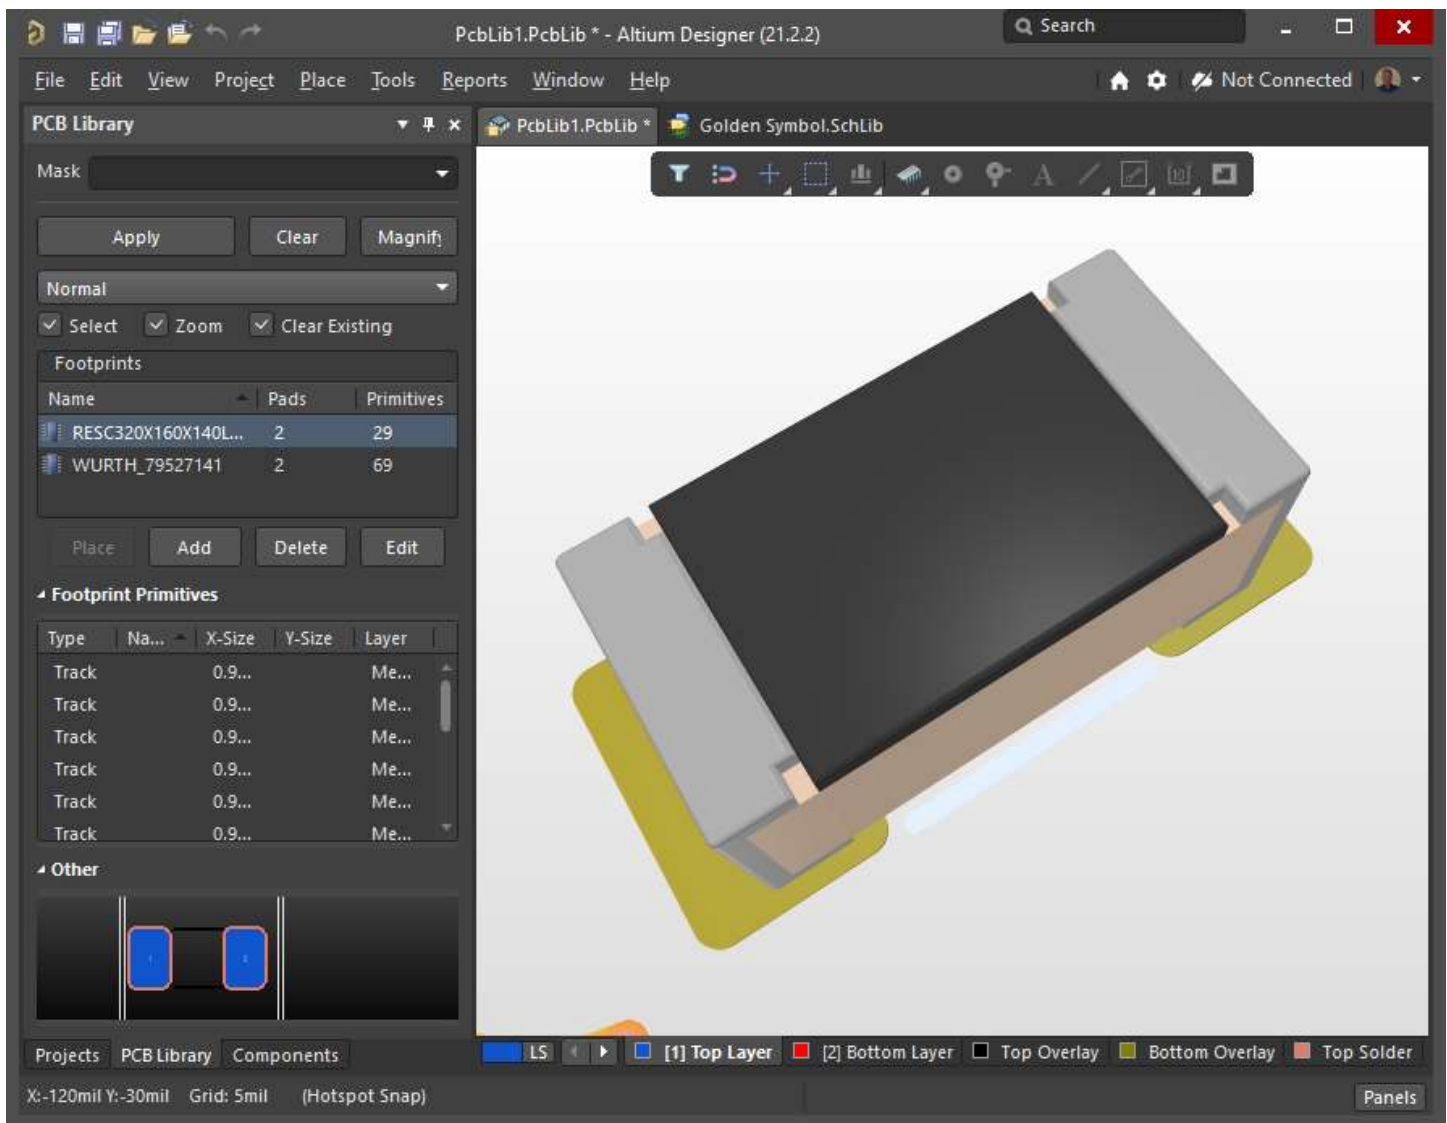 PcbLib1.PcbLib * - Altium Designer (21.2.2)
Search
File Edit View Project Place Tools Reports Window Help
Not Connected
PCB Library
PcbLib1.PcbLib *
Golden Symbol.SchLib
Mask
Apply Clear Magnify
Normal
Select Zoom Clear Existing
Footprints
Name Pads Primitives
RESC320X160X140L... 2 29
WURTH_79527141 2 69
Place Add Delete Edit
Footprint Primitives
Type Na... X-Size Y-Size Layer
Track 0.9... Me...
Track 0.9... Me...
Track 0.9... Me...
Track 0.9... Me...
Track 0.9... Me...
Track 0.9... Me...
Other
Projects PCB Library Components
LS [1] Top Layer [2] Bottom Layer Top Overlay Bottom Overlay Top Solder
X:-120mil Y:-30mil Grid: 5mil (Hotspot Snap)
Panels